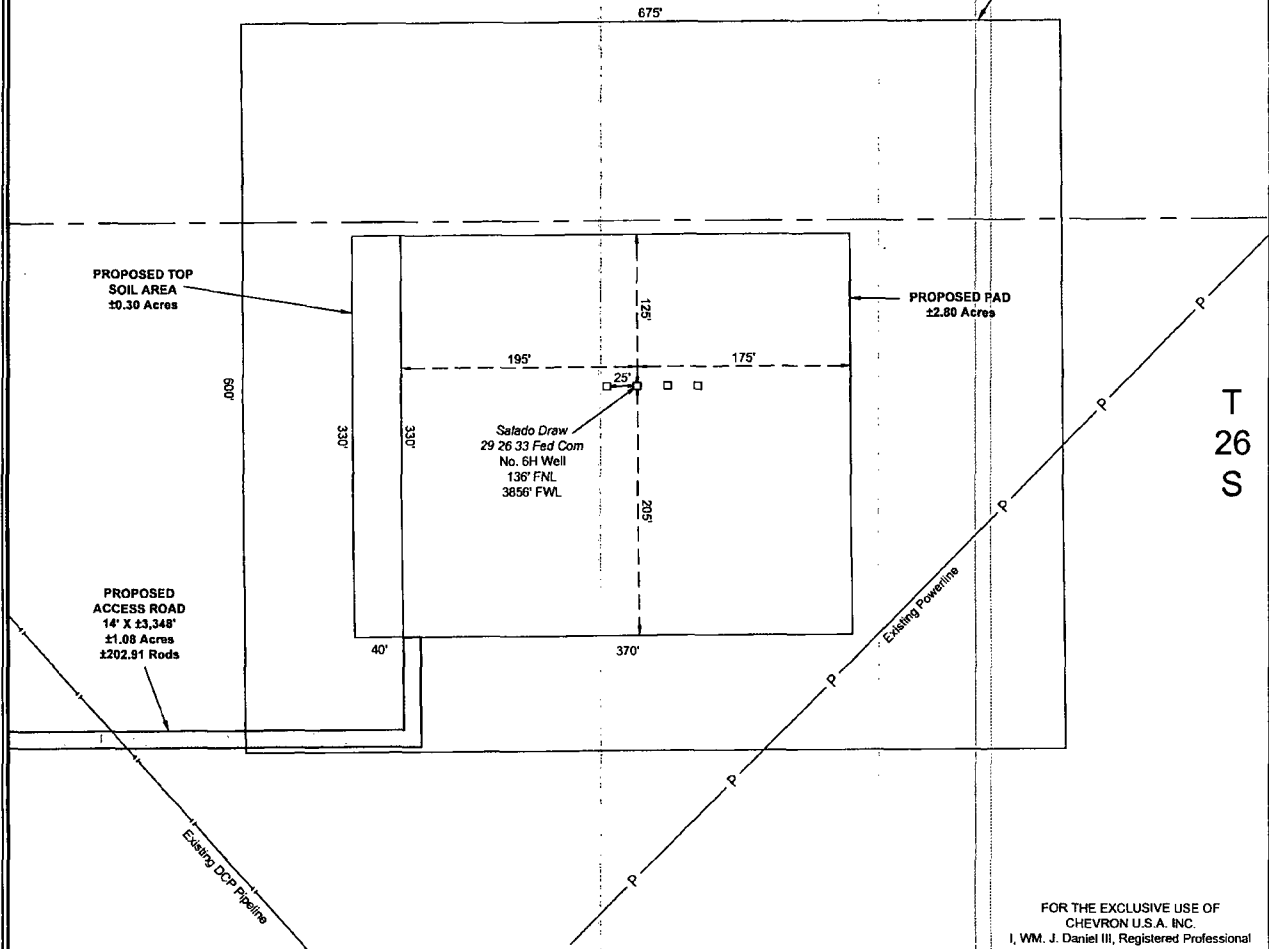 675'
PROPOSED TOP
SOIL AREA
±0.30 Acres
125'
PROPOSED PAD
±2.80 Acres
195'
175'
25'
600'
330'
330'
Salado Draw
29 26 33 Fed Com
No. 6H Well
136' FNL
3856' FWL
205'
T
26
S
P
P
P
P
P
P
Existing Powerline
PROPOSED
ACCESS ROAD
14' X ±3,348'
±1.08 Acres
±202.91 Rods
40'
370'
Existing DCP Pipeline
FOR THE EXCLUSIVE USE OF
CHEVRON U.S.A. INC.
I, WM. J. Daniel III, Registered Professional